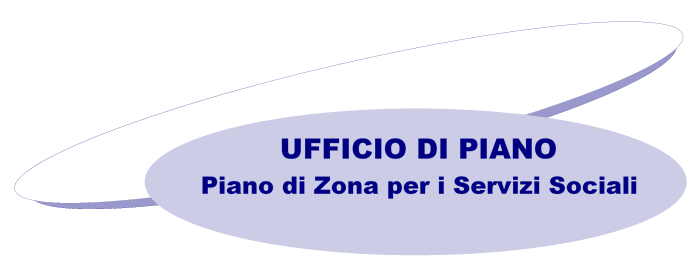 UFFICIO DI PIANO
Piano di Zona per i Servizi Sociali